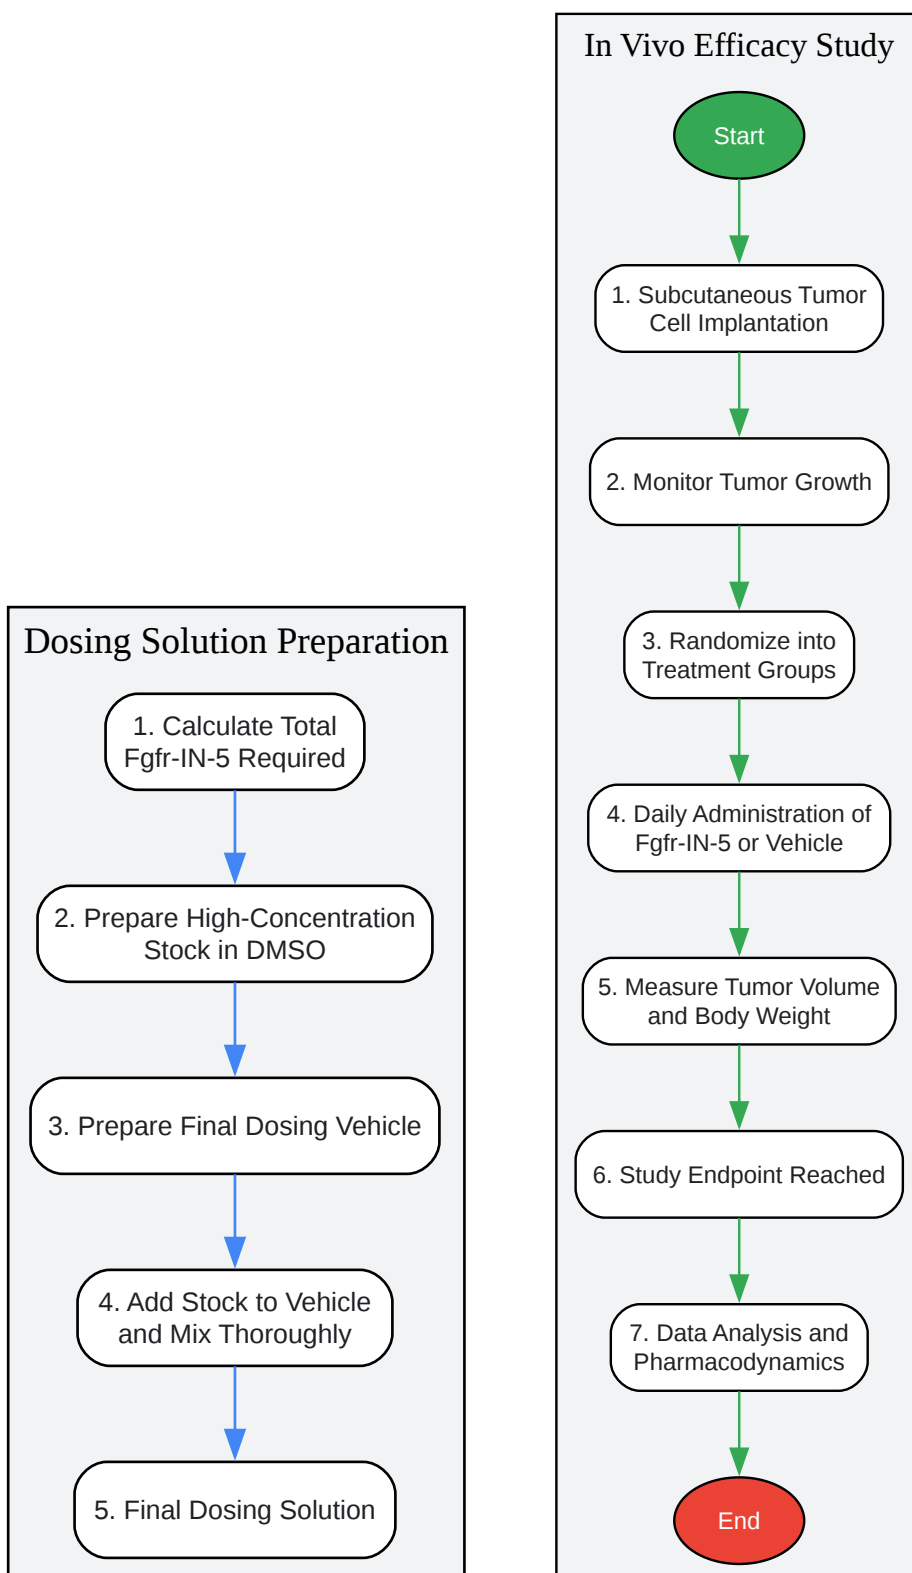 Dosing Solution Preparation
1. Calculate Total
Fgfr-IN-5 Required
2. Prepare High-Concentration
Stock in DMSO
3. Prepare Final Dosing Vehicle
4. Add Stock to Vehicle
and Mix Thoroughly
5. Final Dosing Solution
In Vivo Efficacy Study
Start
1. Subcutaneous Tumor
Cell Implantation
2. Monitor Tumor Growth
3. Randomize into
Treatment Groups
4. Daily Administration of
Fgfr-IN-5 or Vehicle
5. Measure Tumor Volume
and Body Weight
6. Study Endpoint Reached
7. Data Analysis and
Pharmacodynamics
End